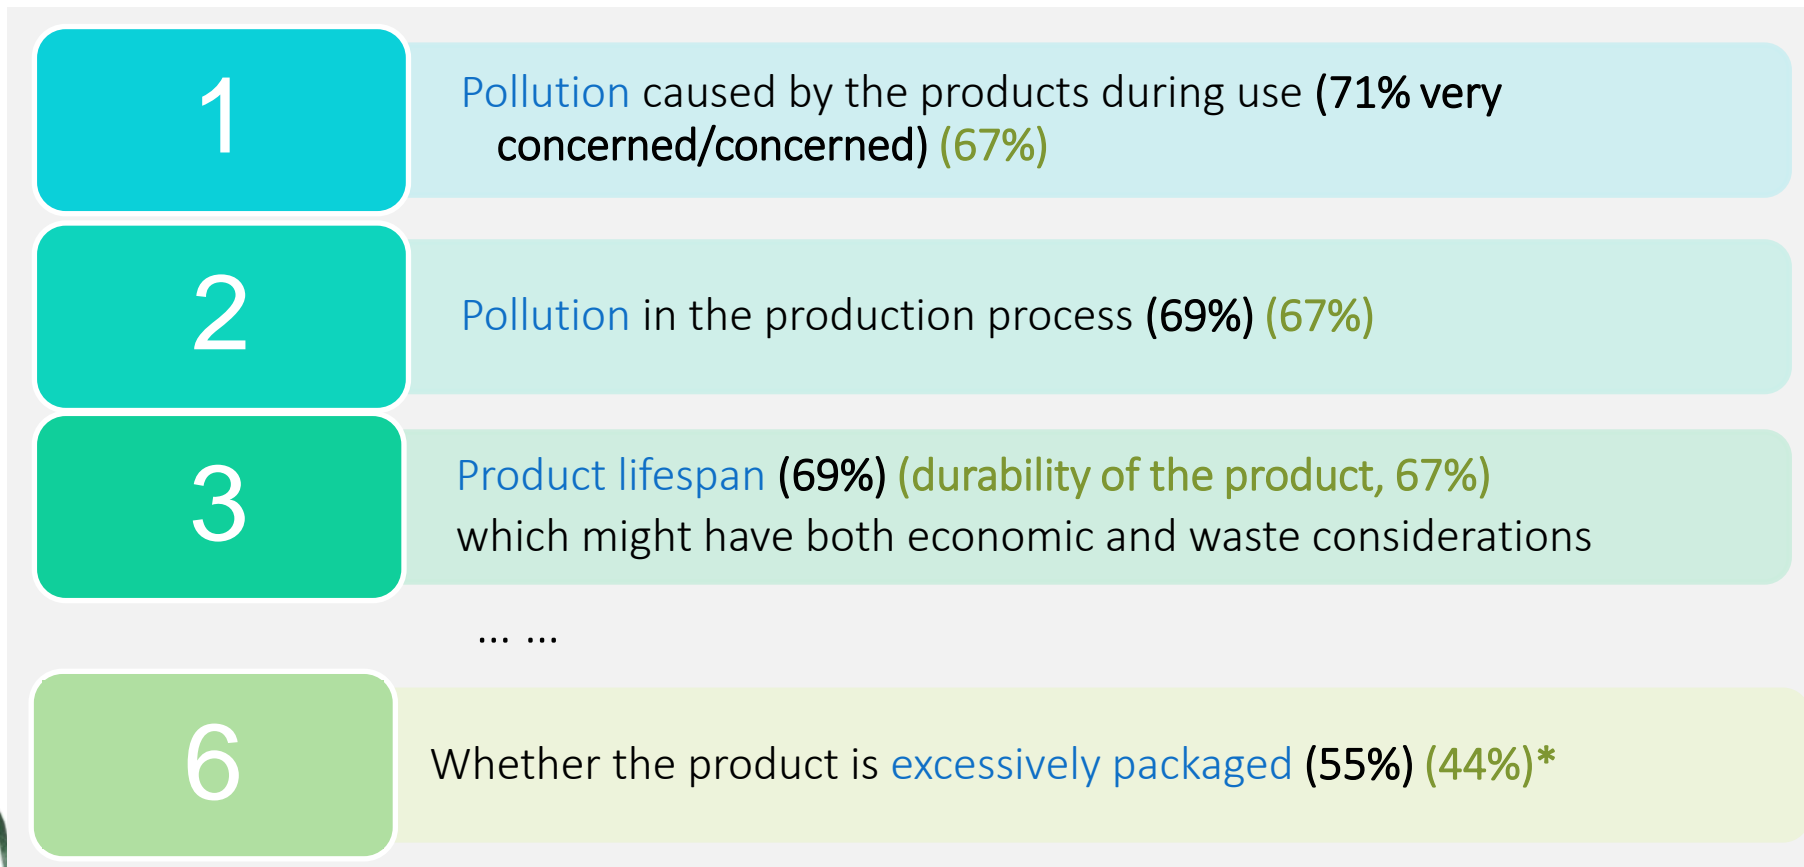 1
Pollution caused by the products during use (71% very
concerned/concerned) (67%)
2
Pollution in the production process (69%) (67%)
3
Product lifespan (69%) (durability of the product, 67%)
which might have both economic and waste considerations
... ...
6
Whether the product is excessively packaged (55%) (44%)*